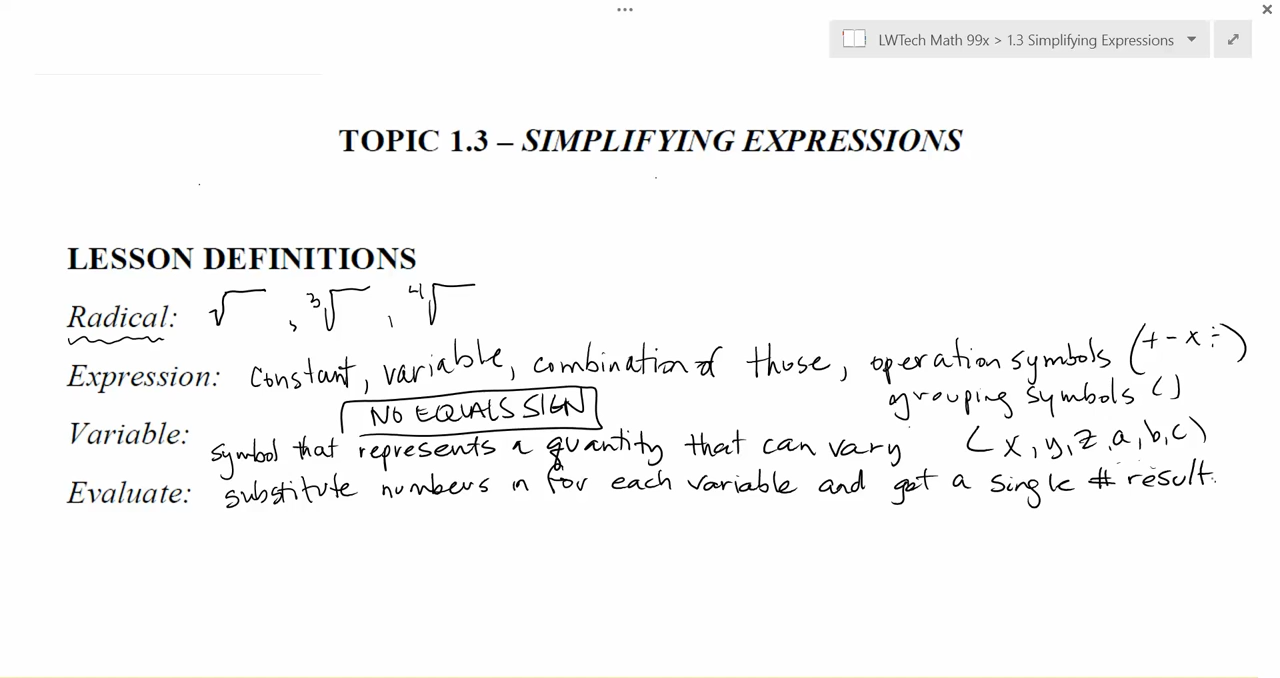 LWTech Math 99x > 1.3 Simplifying Expressions
TOPIC 1.3 – SIMPLIFYING EXPRESSIONS
LESSON DEFINITIONS
Radical: √ , ³√ , ⁴√
Expression: Constant, variable, combination of those, operation symbols (+ - x ÷)
grouping symbols ()
NO EQUALS SIGN
Variable: symbol that represents a quantity that can vary (x, y, z, a, b, c)
Evaluate: substitute numbers in for each variable and get a single # result.